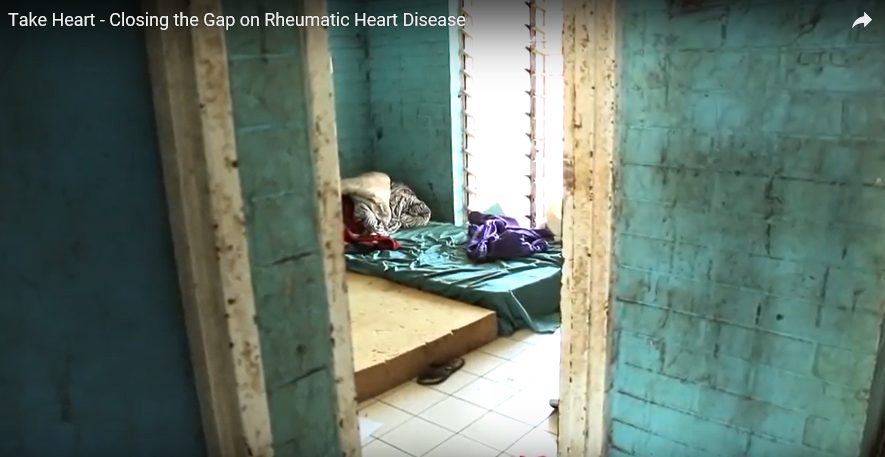 Take Heart - Closing the Gap on Rheumatic Heart Disease